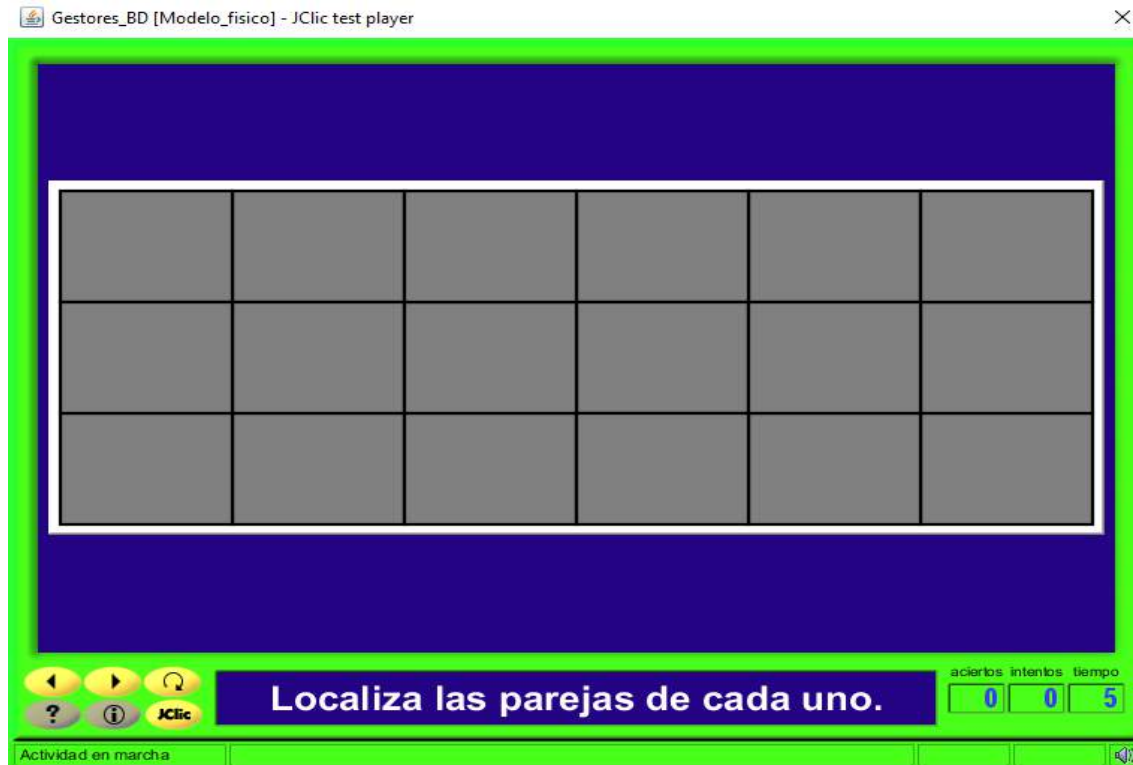 Gestores_BD [Modelo_fisico] - JClic test player
aciertos intentos tiempo
Localiza las parejas de cada uno.
0 0 5
? i JClic
Actividad en marcha